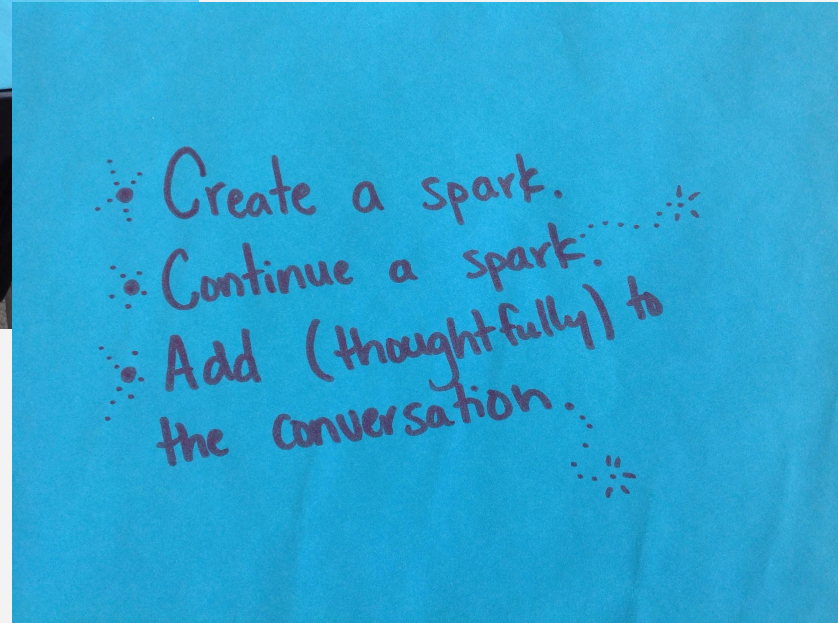 Create a spark.
Continue a spark.
Add (thoughtfully) to
the conversation.